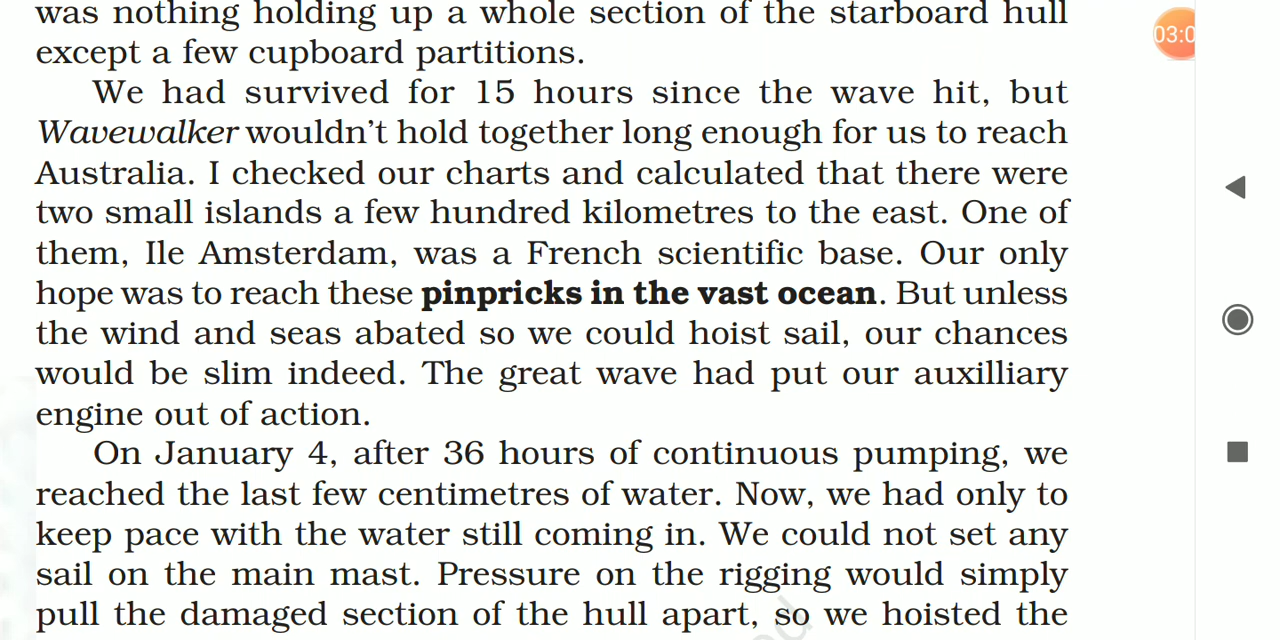 was nothing holding up a whole section of the starboard hull
except a few cupboard partitions.
We had survived for 15 hours since the wave hit, but
Wavewalker wouldn't hold together long enough for us to reach
Australia. I checked our charts and calculated that there were
two small islands a few hundred kilometres to the east. One of
them, Ile Amsterdam, was a French scientific base. Our only
hope was to reach these pinpricks in the vast ocean. But unless
the wind and seas abated so we could hoist sail, our chances
would be slim indeed. The great wave had put our auxilliary
engine out of action.
On January 4, after 36 hours of continuous pumping, we
reached the last few centimetres of water. Now, we had only to
keep pace with the water still coming in. We could not set any
sail on the main mast. Pressure on the rigging would simply
pull the damaged section of the hull apart, so we hoisted the
03:0